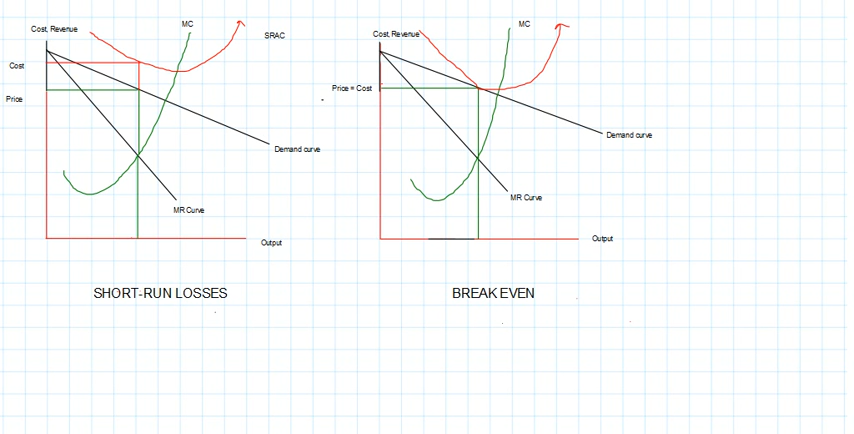 Cost, Revenue
MC
SRAC
Cost
Price
Demand curve
MR Curve
Output
SHORT-RUN LOSSES
Cost, Revenue
MC
Price = Cost
Demand curve
MR Curve
Output
BREAK EVEN